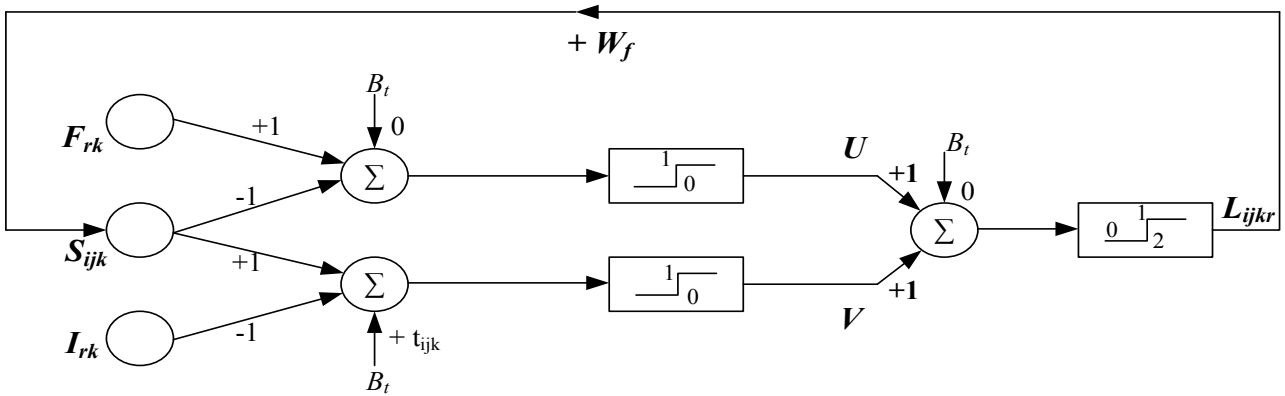 + W_f
B_t
0
F_rk
+1
Σ
1
0
U
+1
B_t
0
-1
S_ijk
Σ
0
1
2
L_ijkr
+1
Σ
1
0
+1
V
I_rk
-1
+ t_ijk
B_t